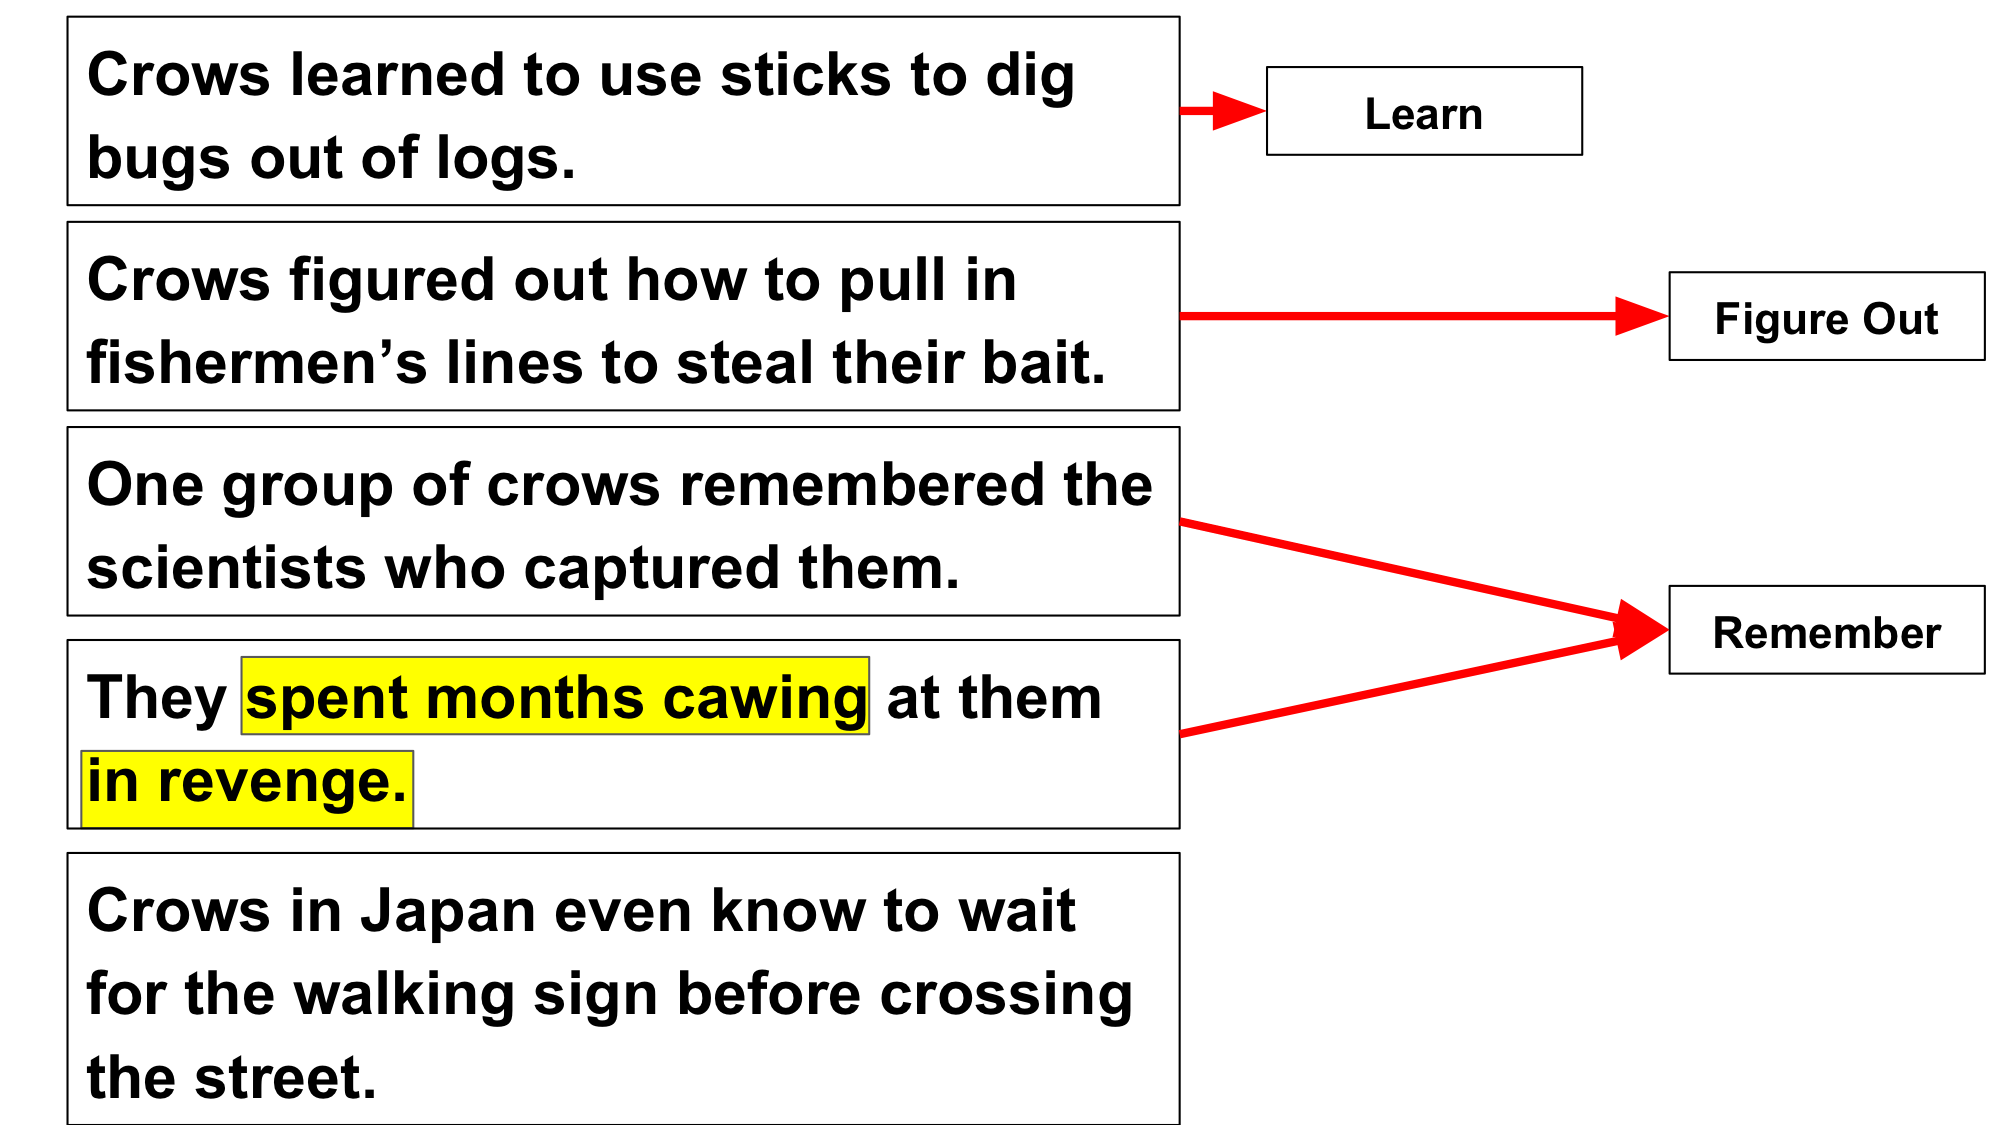 Crows learned to use sticks to dig
bugs out of logs.
Learn
Crows figured out how to pull in
fishermen’s lines to steal their bait.
Figure Out
One group of crows remembered the
scientists who captured them.
Remember
They spent months cawing at them
in revenge.
Crows in Japan even know to wait
for the walking sign before crossing
the street.